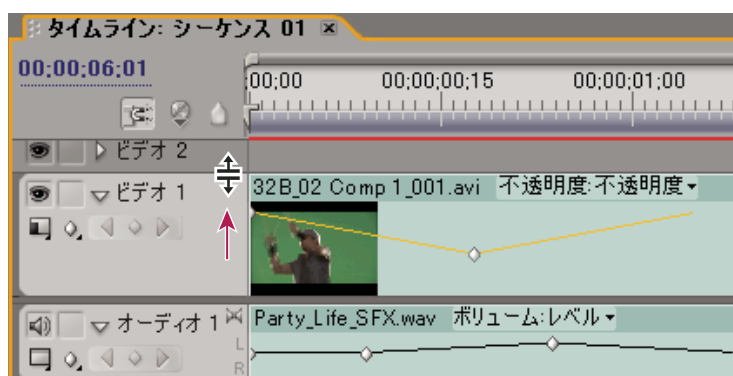 タイムライン: シーケンス 01
00;00;06;01
;00;00 00;00;00;15 00;00;01;00
ビデオ 2
ビデオ 1
32B_02 Comp 1_001.avi 不透明度:不透明度
オーディオ 1
Party_Life_SFX.wav ボリューム:レベル
L
R